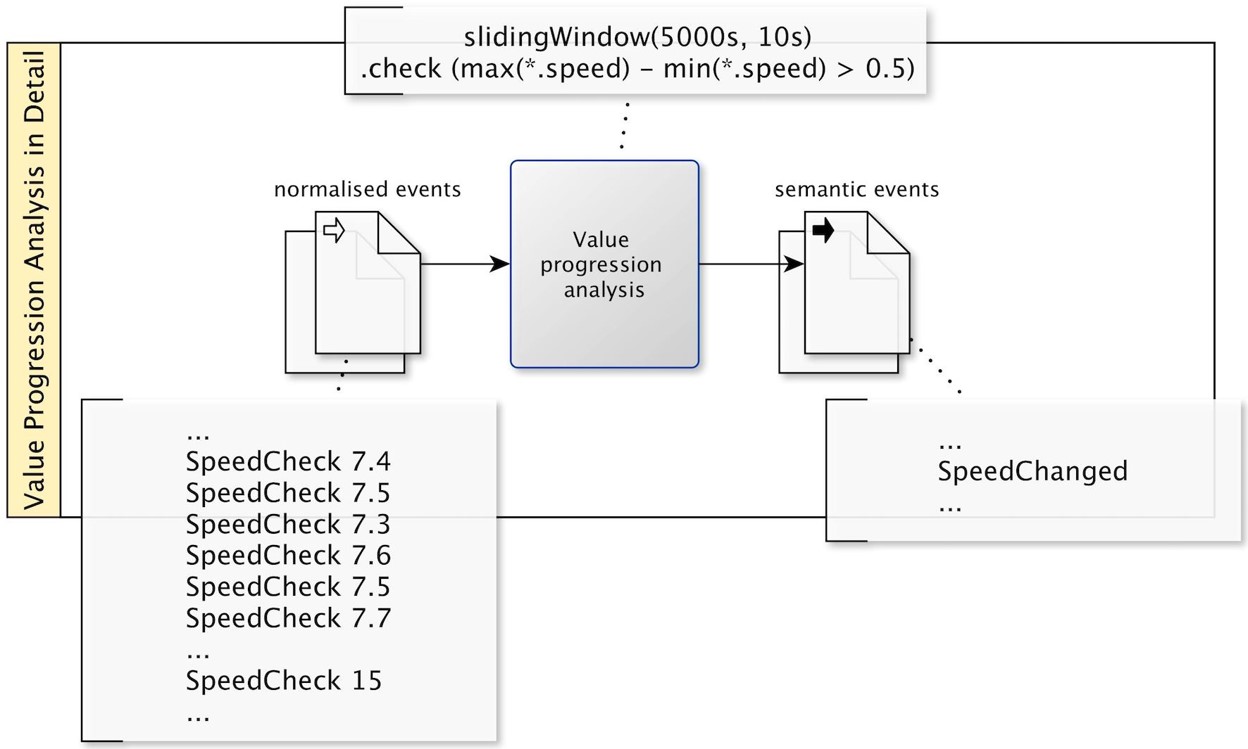 Value Progression Analysis in Detail
slidingWindow(5000s, 10s)
.check (max(*.speed) – min(*.speed) > 0.5)
normalised events
semantic events
Value
progression
analysis
...
SpeedCheck 7.4
SpeedCheck 7.5
SpeedCheck 7.3
SpeedCheck 7.6
SpeedCheck 7.5
SpeedCheck 7.7
...
SpeedCheck 15
...
...
SpeedChanged
...